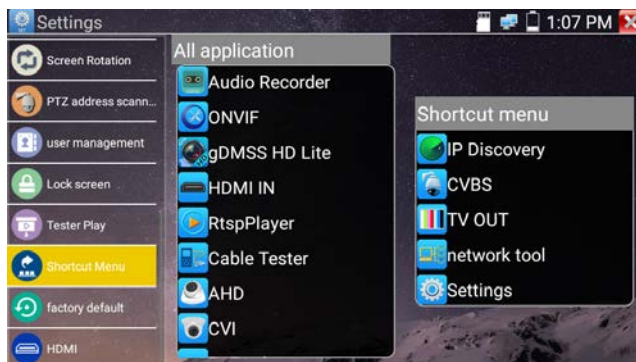 Settings
1:07 PM
Screen Rotation
PTZ address scann...
user management
Lock screen
Tester Play
Shortcut Menu
factory default
HDMI
All application
Audio Recorder
ONVIF
gDMSS HD Lite
HDMI IN
RtspPlayer
Cable Tester
AHD
CVI
Shortcut menu
IP Discovery
CVBS
TV OUT
network tool
Settings